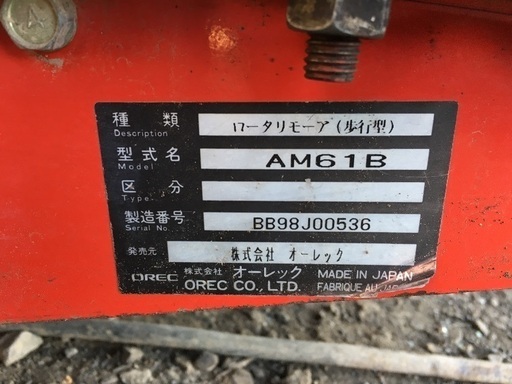 種類 ロータリモーア(歩行型)
Description
型式名 AM61B
Model
区分
Type
製造番号 BB98J00536
Serial No.
発売元 株式会社 オーレック
OREC 株式会社 オーレック MADE IN JAPAN
OREC CO., LTD. FABRIQUE AU